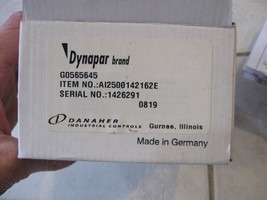 Dynapar brand
G0565645
ITEM NO.:AI2500142162E
SERIAL NO.:1426291
0819
DANAHER
INDUSTRIAL CONTROLS
Gurnee, Illinois
Made in Germany